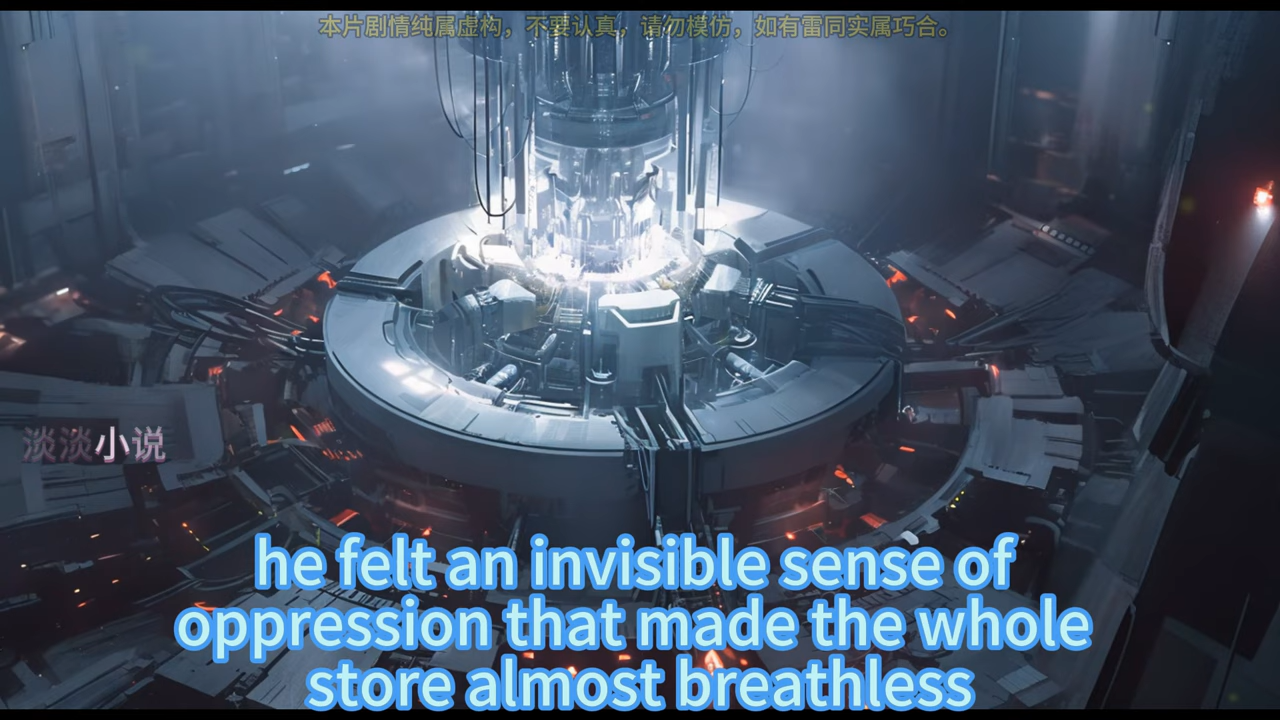 本片剧情纯属虚构，不要认真，请勿模仿，如有雷同实属巧合。
淡淡小说
he felt an invisible sense of
oppression that made the whole
store almost breathless